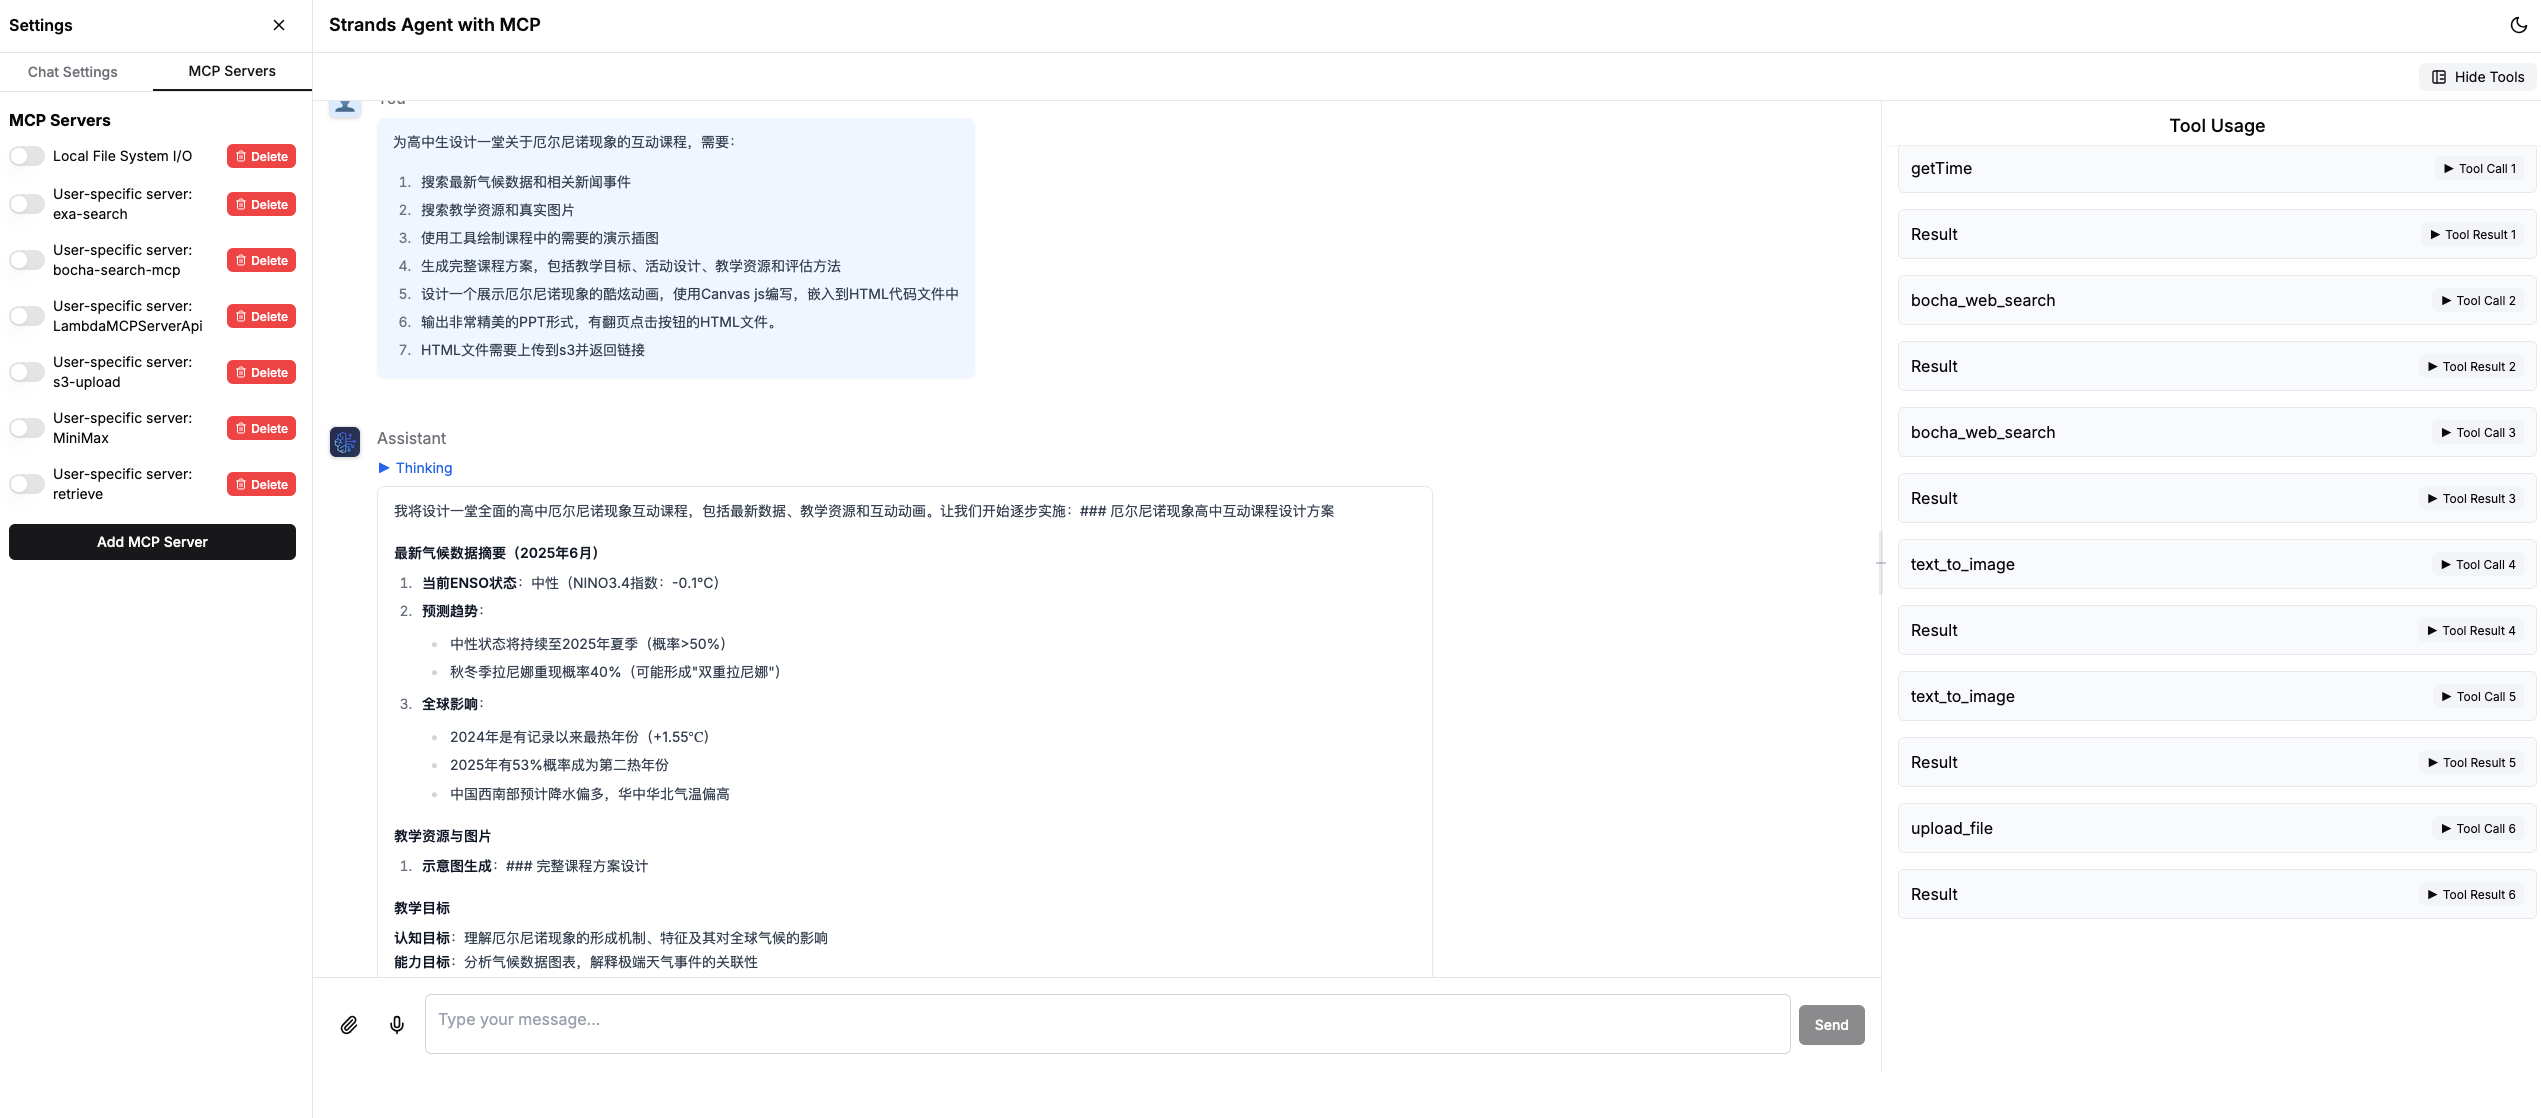 Settings
Chat Settings
MCP Servers
MCP Servers
Local File System I/O
Delete
User-specific server:
exa-search
Delete
User-specific server:
bocha-search-mcp
Delete
User-specific server:
LambdaMCPServerApi
Delete
User-specific server:
s3-upload
Delete
User-specific server:
MiniMax
Delete
User-specific server:
retrieve
Delete
Add MCP Server
Strands Agent with MCP
Hide Tools
You
为高中生设计一堂关于厄尔尼诺现象的互动课程，需要：
1. 搜索最新气候数据和相关新闻事件
2. 搜索教学资源和真实图片
3. 使用工具绘制课程中的需要的演示插图
4. 生成完整课程方案，包括教学目标、活动设计、教学资源和评估方法
5. 设计一个展示厄尔尼诺现象的酷炫动画，使用Canvas js编写，嵌入到HTML代码文件中
6. 输出非常精美的PPT形式，有翻页点击按钮的HTML文件。
7. HTML文件需要上传到s3并返回链接
Assistant
Thinking
我将设计一堂全面的高中厄尔尼诺现象互动课程，包括最新数据、教学资源和互动动画。让我们开始逐步实施：### 厄尔尼诺现象高中互动课程设计方案
最新气候数据摘要（2025年6月）
1. 当前ENSO状态：中性（NINO3.4指数：-0.1°C）
2. 预测趋势：
中性状态将持续至2025年夏季（概率>50%）
秋冬季拉尼娜重现概率40%（可能形成"双重拉尼娜"）
3. 全球影响：
2024年是有记录以来最热年份（+1.55℃）
2025年有53%概率成为第二热年份
中国西南部预计降水偏多，华中华北气温偏高
教学资源与图片
1. 示意图生成：### 完整课程方案设计
教学目标
认知目标：理解厄尔尼诺现象的形成机制、特征及其对全球气候的影响
能力目标：分析气候数据图表，解释极端天气事件的关联性
Type your message...
Send
Tool Usage
getTime
Tool Call 1
Result
Tool Result 1
bocha_web_search
Tool Call 2
Result
Tool Result 2
bocha_web_search
Tool Call 3
Result
Tool Result 3
text_to_image
Tool Call 4
Result
Tool Result 4
text_to_image
Tool Call 5
Result
Tool Result 5
upload_file
Tool Call 6
Result
Tool Result 6